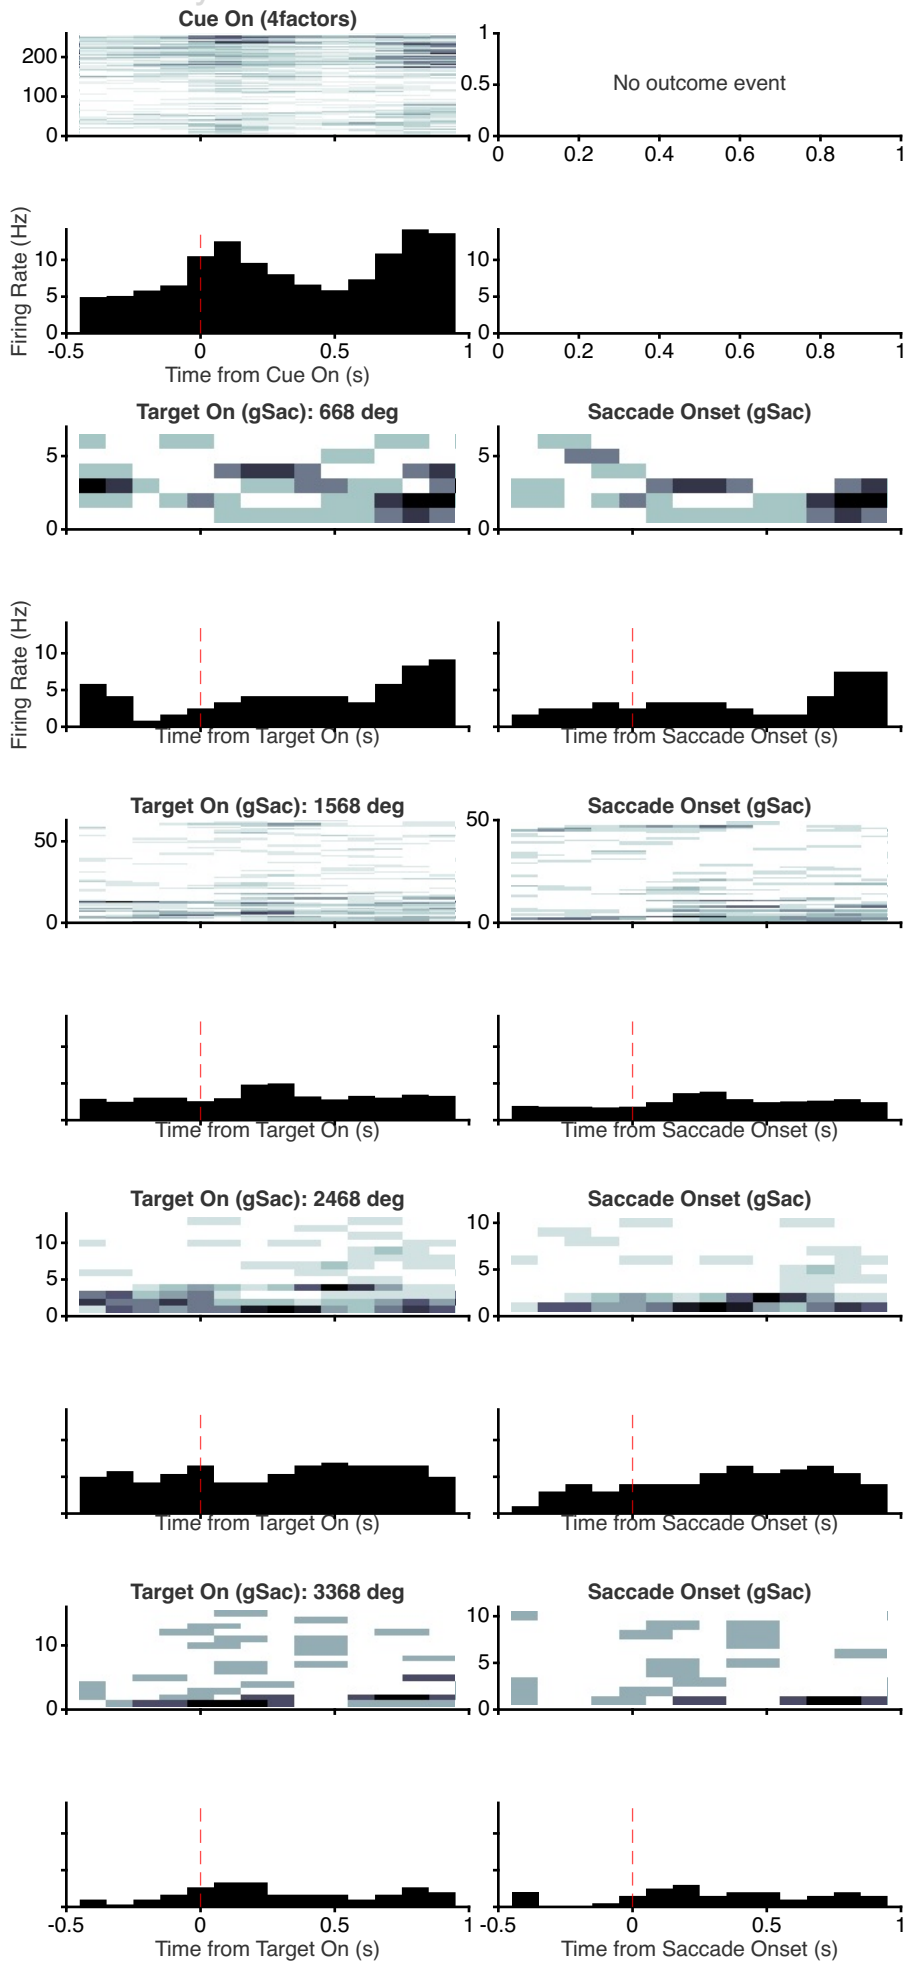 Cue On (4factors)
200
100
0
1
0.5
0
No outcome event
0 0.2 0.4 0.6 0.8 1
Firing Rate (Hz)
10
5
0
-0.5 0 0.5 1
Time from Cue On (s)
10
5
0
0 0.2 0.4 0.6 0.8 1
Target On (gSac): 668 deg
5
0
Saccade Onset (gSac)
5
0
Firing Rate (Hz)
10
5
0
Time from Target On (s)
Time from Saccade Onset (s)
Target On (gSac): 1568 deg
50
0
Saccade Onset (gSac)
50
0
Time from Target On (s)
Time from Saccade Onset (s)
Target On (gSac): 2468 deg
10
5
0
Saccade Onset (gSac)
10
5
0
Time from Target On (s)
Time from Saccade Onset (s)
Target On (gSac): 3368 deg
10
0
Saccade Onset (gSac)
10
5
0
-0.5 0 0.5 1
Time from Target On (s)
-0.5 0 0.5 1
Time from Saccade Onset (s)